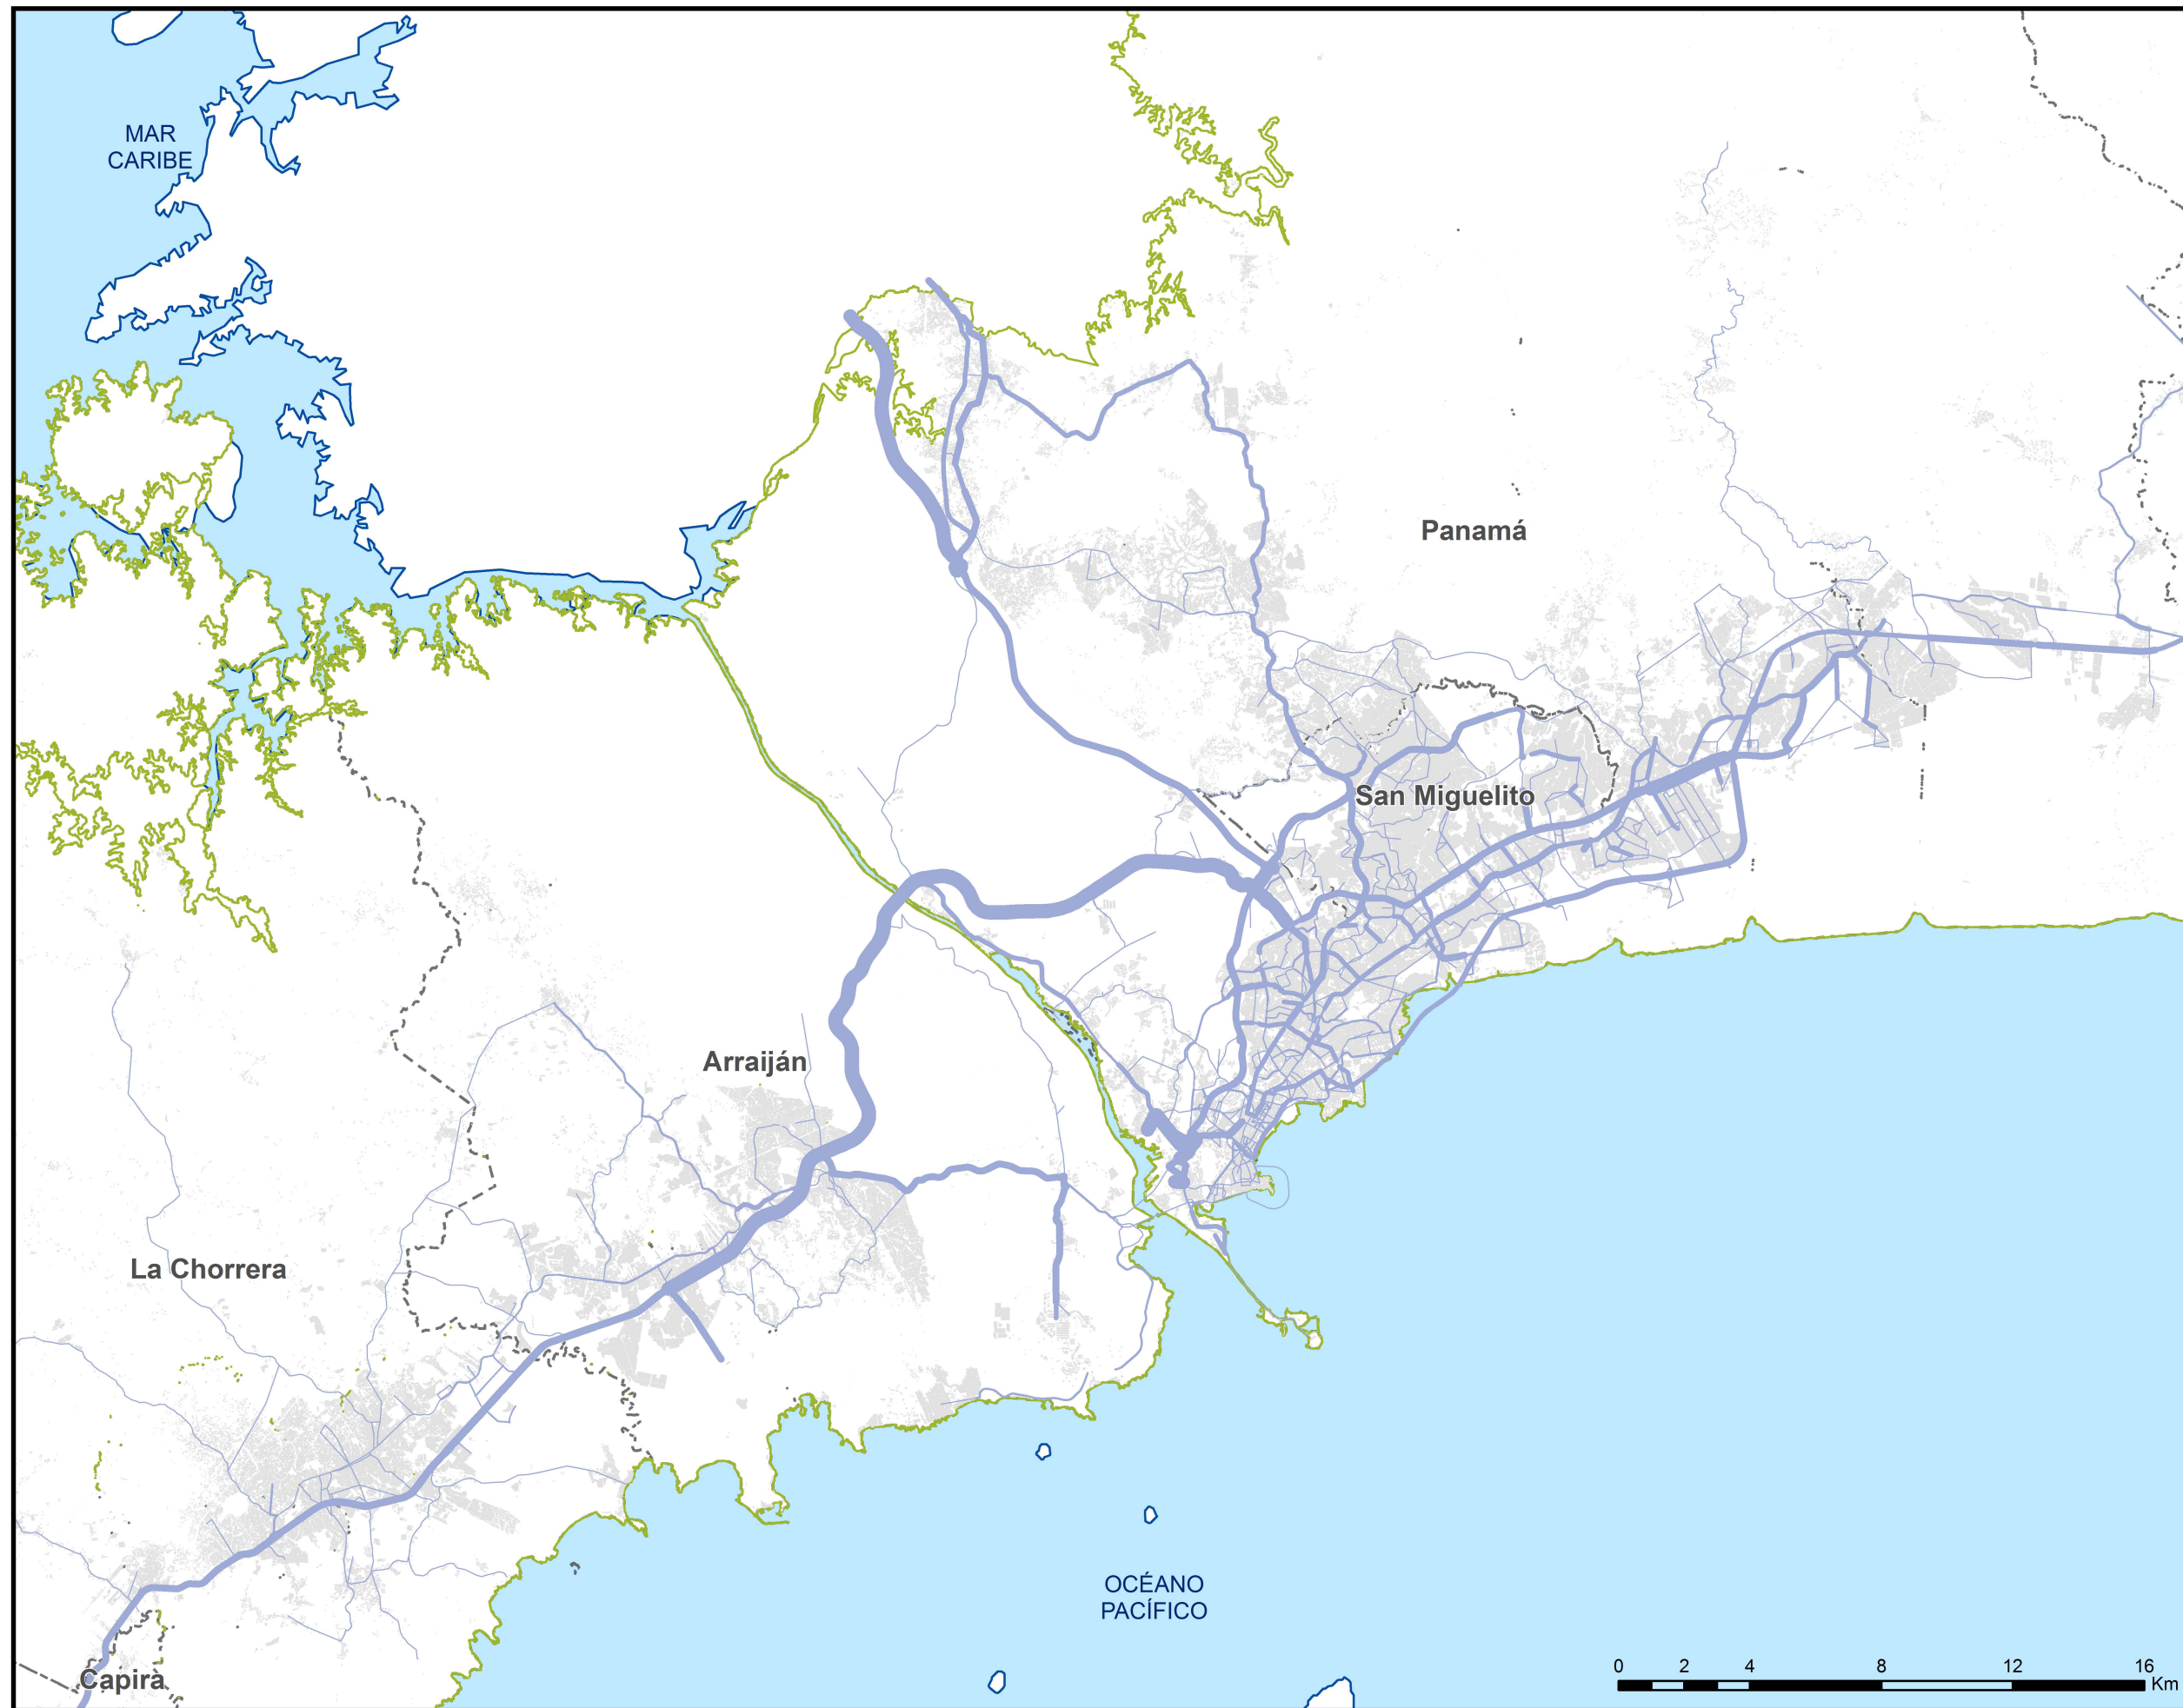 MAR
CARIBE
Panamá
San Miguelito
Arraiján
La Chorrera
OCÉANO
PACÍFICO
Capira
0 2 4 8 12 16
Km